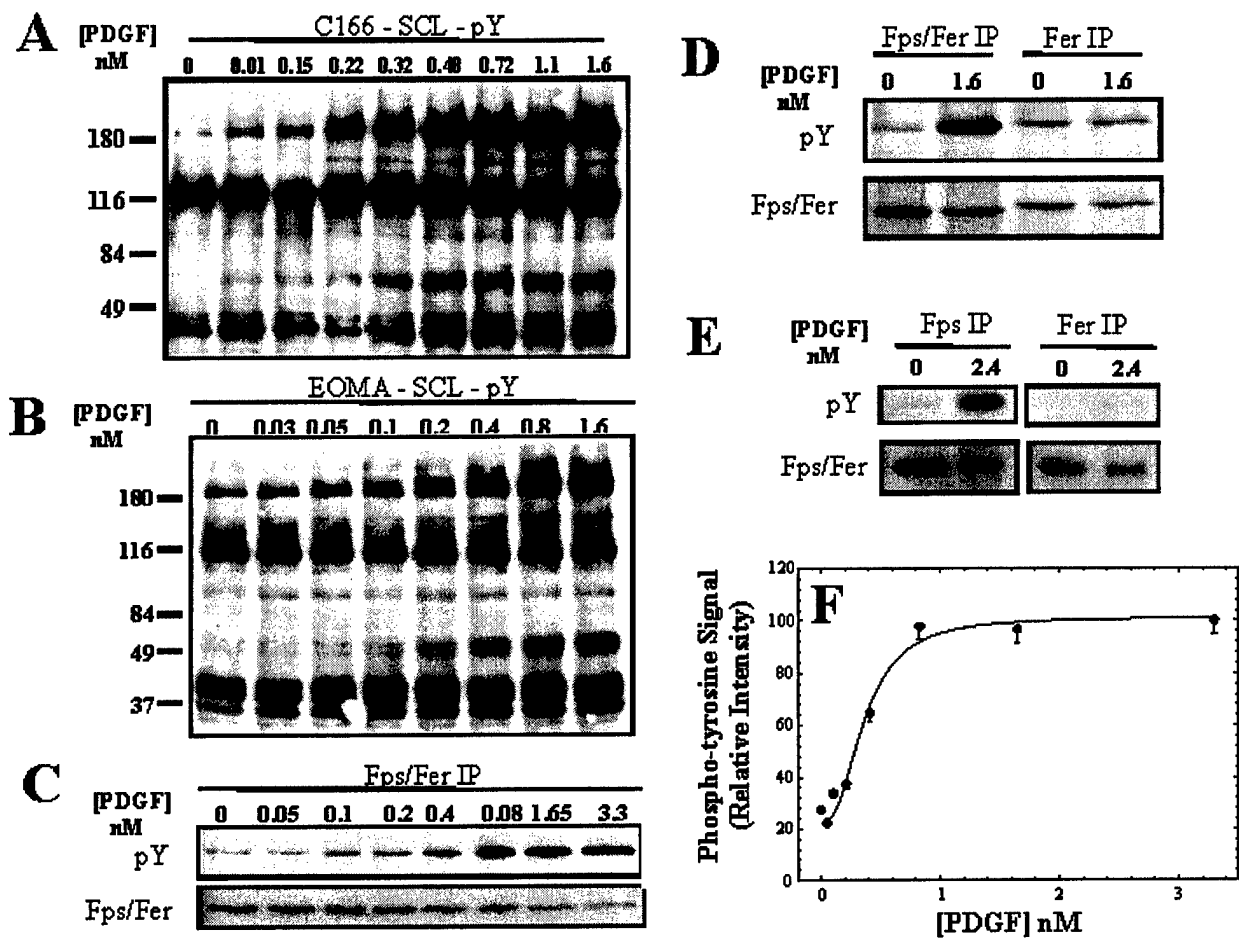 A
[PDGF]
nM
C166 - SCL - pY
0 0.01 0.15 0.22 0.32 0.48 0.72 1.1 1.6
180
116
84
49
B
[PDGF]
nM
EOMA - SCL - pY
0 0.03 0.05 0.1 0.2 0.4 0.8 1.6
180
116
84
49
37
C
[PDGF]
nM
Fps/Fer IP
0 0.05 0.1 0.2 0.4 0.08 1.65 3.3
pY
Fps/Fer
D
Fps/Fer IP Fer IP
[PDGF]
nM
0 1.6 0 1.6
pY
Fps/Fer
E
[PDGF]
nM
Fps IP Fer IP
0 2.4 0 2.4
pY
Fps/Fer
F
Phospho-tyrosine Signal
(Relative Intensity)
120
100
80
60
40
20
0
0 1 2 3
[PDGF] nM